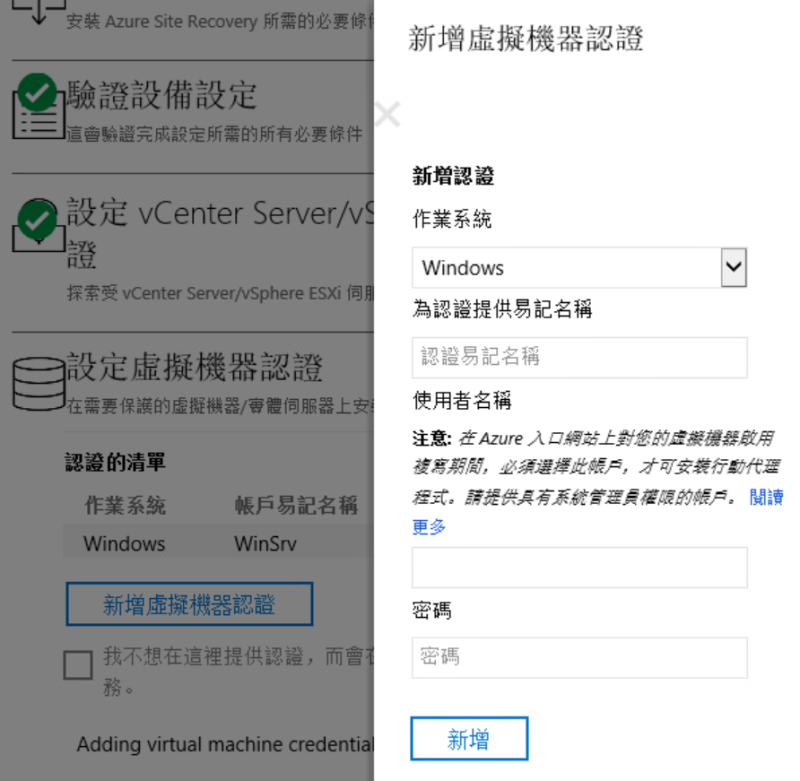 安裝 Azure Site Recovery 所需的必要條件
驗證設備設定
這會驗證完成設定所需的所有必要條件
設定 vCenter Server/vS
證
探索受 vCenter Server/vSphere ESXi 伺服
設定虛擬機器認證
在需要保護的虛擬機器/實體伺服器上安裝
認證的清單
作業系統 帳戶易記名稱
Windows WinSrv
新增虛擬機器認證
我不想在這裡提供認證，而會在
務。
Adding virtual machine credential
新增虛擬機器認證
新增認證
作業系統
Windows
為認證提供易記名稱
認證易記名稱
使用者名稱
注意: 在 Azure 入口網站上對您的虛擬機器啟用
複寫期間，必須選擇此帳戶，才可安裝行動代理
程式。請提供具有系統管理員權限的帳戶。 閱讀
更多
密碼
密碼
新增